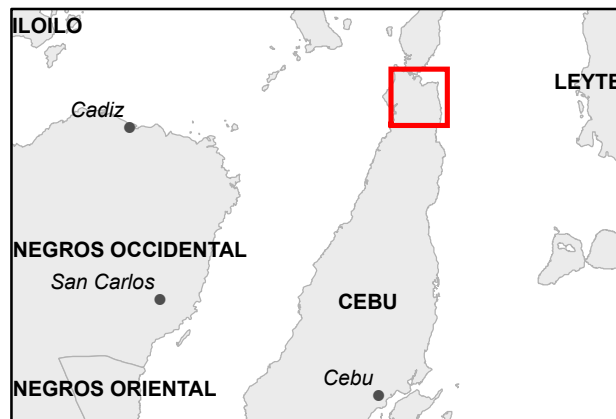 ILOILO
LEYTE
Cadiz
NEGROS OCCIDENTAL
San Carlos
CEBU
NEGROS ORIENTAL
Cebu